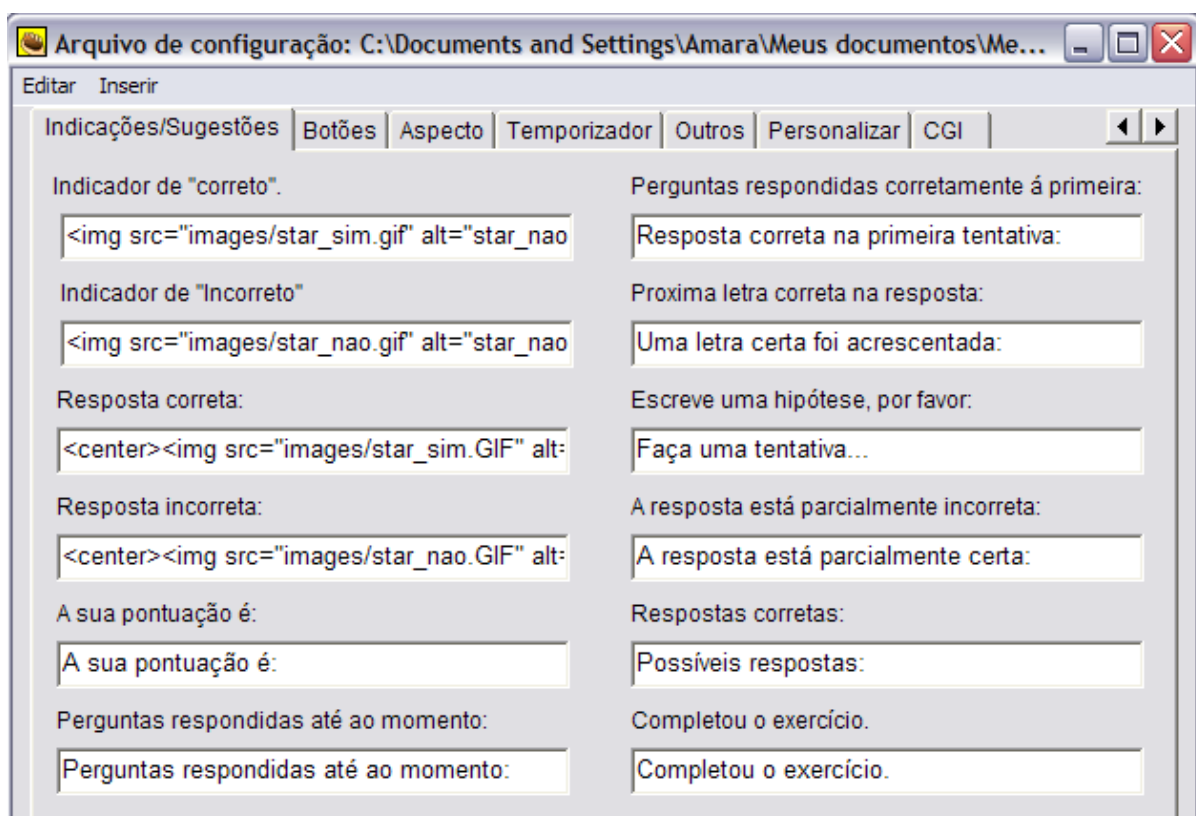 Arquivo de configuração: C:\Documents and Settings\Amara\Meus documentos\Me...
Editar Inserir
Indicações/Sugestões Botões Aspecto Temporizador Outros Personalizar CGI
Indicador de "correto".
<img src="images/star_sim.gif" alt="star_nao
Indicador de "Incorreto"
<img src="images/star_nao.gif" alt="star_nao
Resposta correta:
<center><img src="images/star_sim.GIF" alt=
Resposta incorreta:
<center><img src="images/star_nao.GIF" alt=
A sua pontuação é:
A sua pontuação é:
Perguntas respondidas até ao momento:
Perguntas respondidas até ao momento:
Perguntas respondidas corretamente á primeira:
Resposta correta na primeira tentativa:
Proxima letra correta na resposta:
Uma letra certa foi acrescentada:
Escreve uma hipótese, por favor:
Faça uma tentativa...
A resposta está parcialmente incorreta:
A resposta está parcialmente certa:
Respostas corretas:
Possíveis respostas:
Completou o exercício.
Completou o exercício.